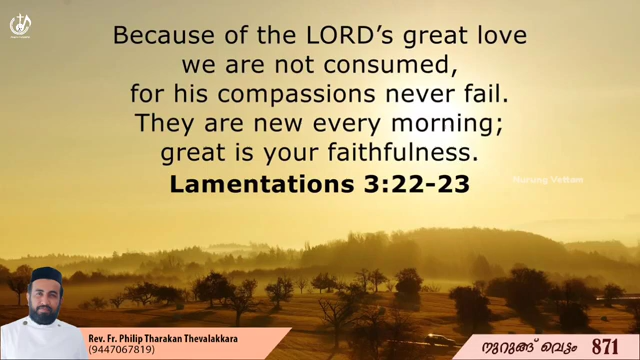 Because of the LORD’s great love
we are not consumed,
for his compassions never fail.
They are new every morning;
great is your faithfulness.
Lamentations 3:22-23
Nurung Vettam
Rev. Fr. Philip Tharakan Thevalakkara
(9447067819)
നുറുങ്ങ് വെട്ടം 871